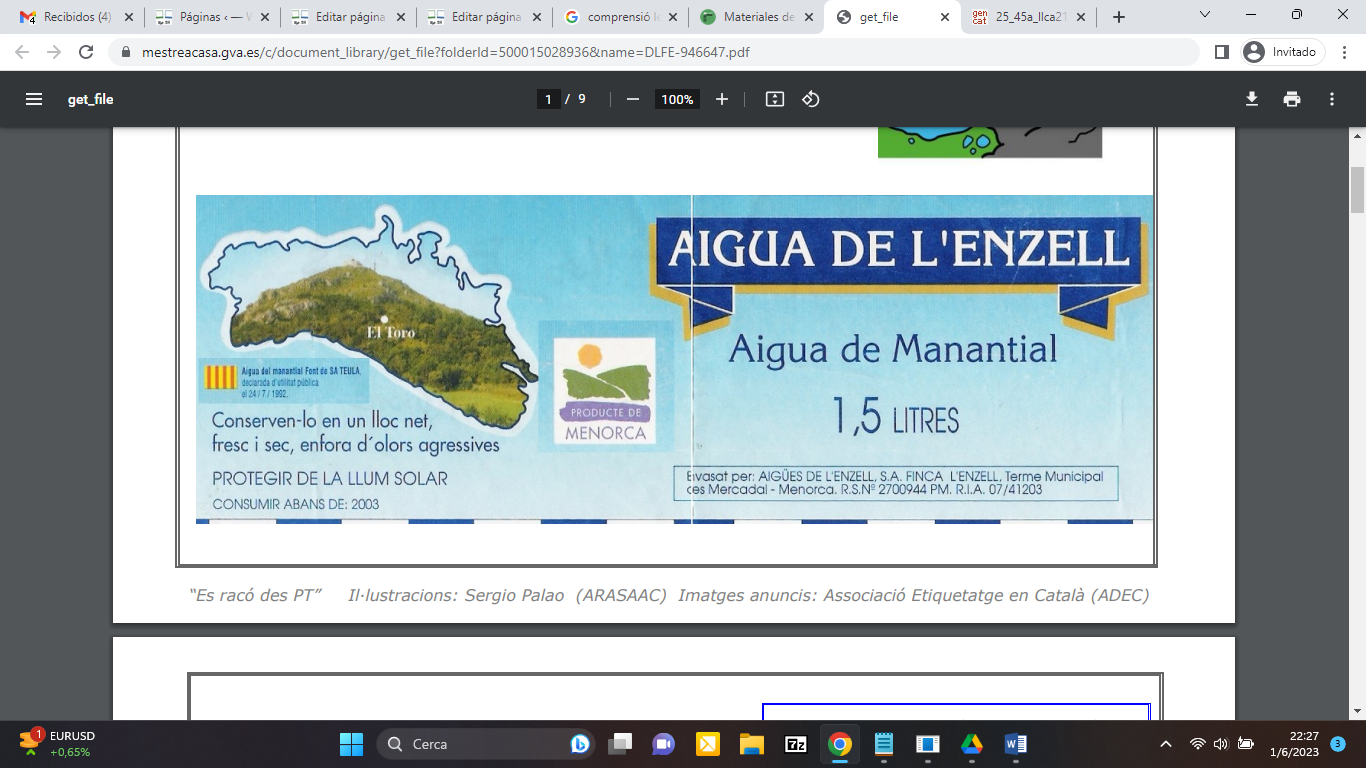 Recibidos (4)
Páginas ‹ — W
Editar página
Editar página
comprensió le
Materiales de
get_file
25_45a_llca21
mestreacasa.gva.es/c/document_library/get_file?folderId=500015028936&name=DLFE-946647.pdf
Invitado
get_file
1 / 9
100%
AIGUA DE L'ENZELL
Aigua de Manantial
1,5 LITRES
Envasat per: AIGÜES DE L'ENZELL, S.A. FINCA L'ENZELL, Terme Municipal
des Mercadal - Menorca. R.S.Nº 2700944 PM. R.I.A. 07/41203
El Toro
Aigua del manantial Font de SA TEULA,
declarada d'utilitat pública
el 24 / 7 / 1992.
PRODUCTE DE
MENORCA
Conserven-lo en un lloc net,
fresc i sec, enfora d´olors agressives
PROTEGIR DE LA LLUM SOLAR
CONSUMIR ABANS DE: 2003
“Es racó des PT” Il·lustracions: Sergio Palao (ARASAAC) Imatges anuncis: Associació Etiquetatge en Català (ADEC)
1
EURUSD
+0,65%
Cerca
7z
22:27
1/6/2023
3